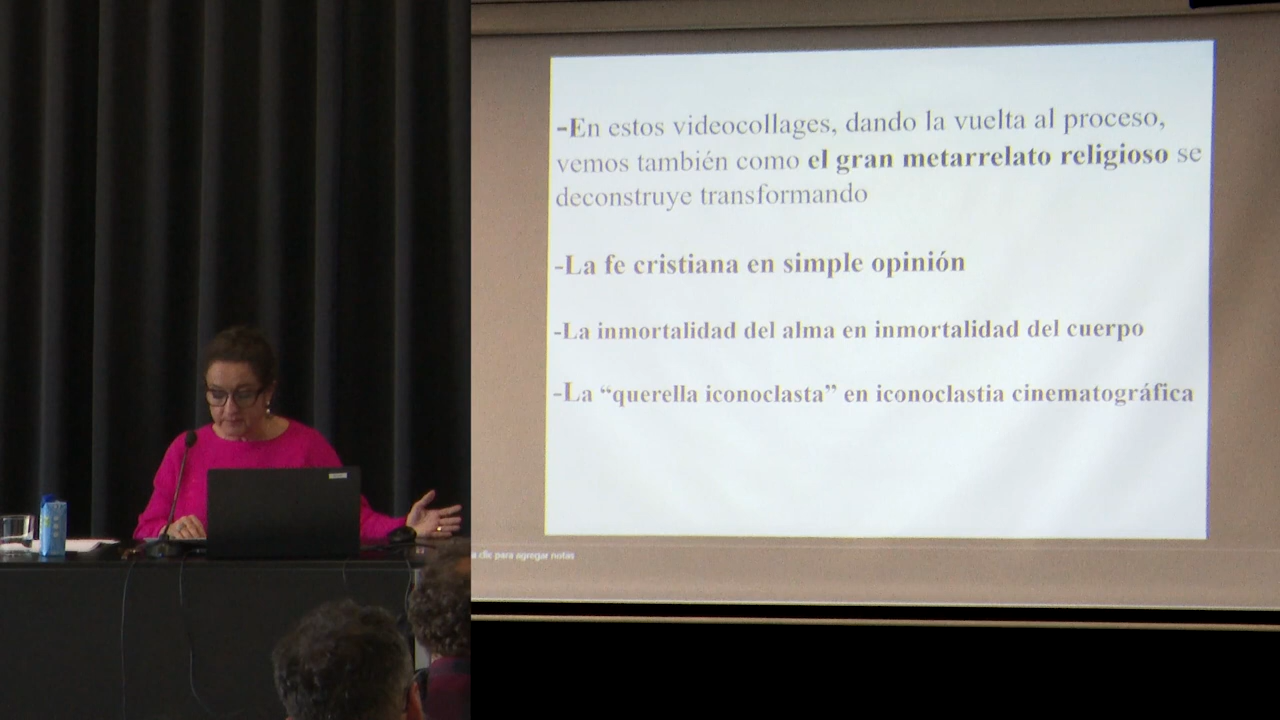 -En estos videocollages, dando la vuelta al proceso,
vemos también como el gran metarrelato religioso se
deconstruye transformando
-La fe cristiana en simple opinión
-La inmortalidad del alma en inmortalidad del cuerpo
-La “querella iconoclasta” en iconoclastia cinematográfica
clic para agregar notas